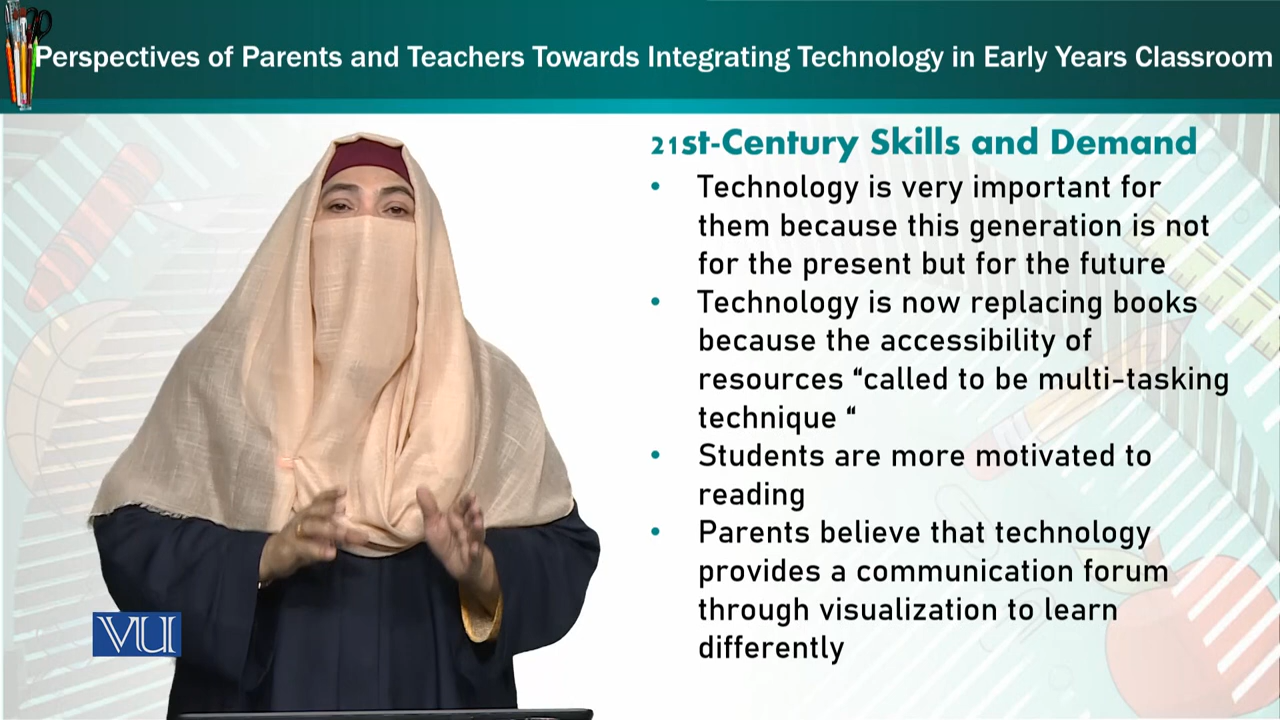 Perspectives of Parents and Teachers Towards Integrating Technology in Early Years Classroom
21st-Century Skills and Demand
• Technology is very important for
them because this generation is not
for the present but for the future
• Technology is now replacing books
because the accessibility of
resources “called to be multi-tasking
technique “
• Students are more motivated to
reading
• Parents believe that technology
provides a communication forum
through visualization to learn
differently
VU